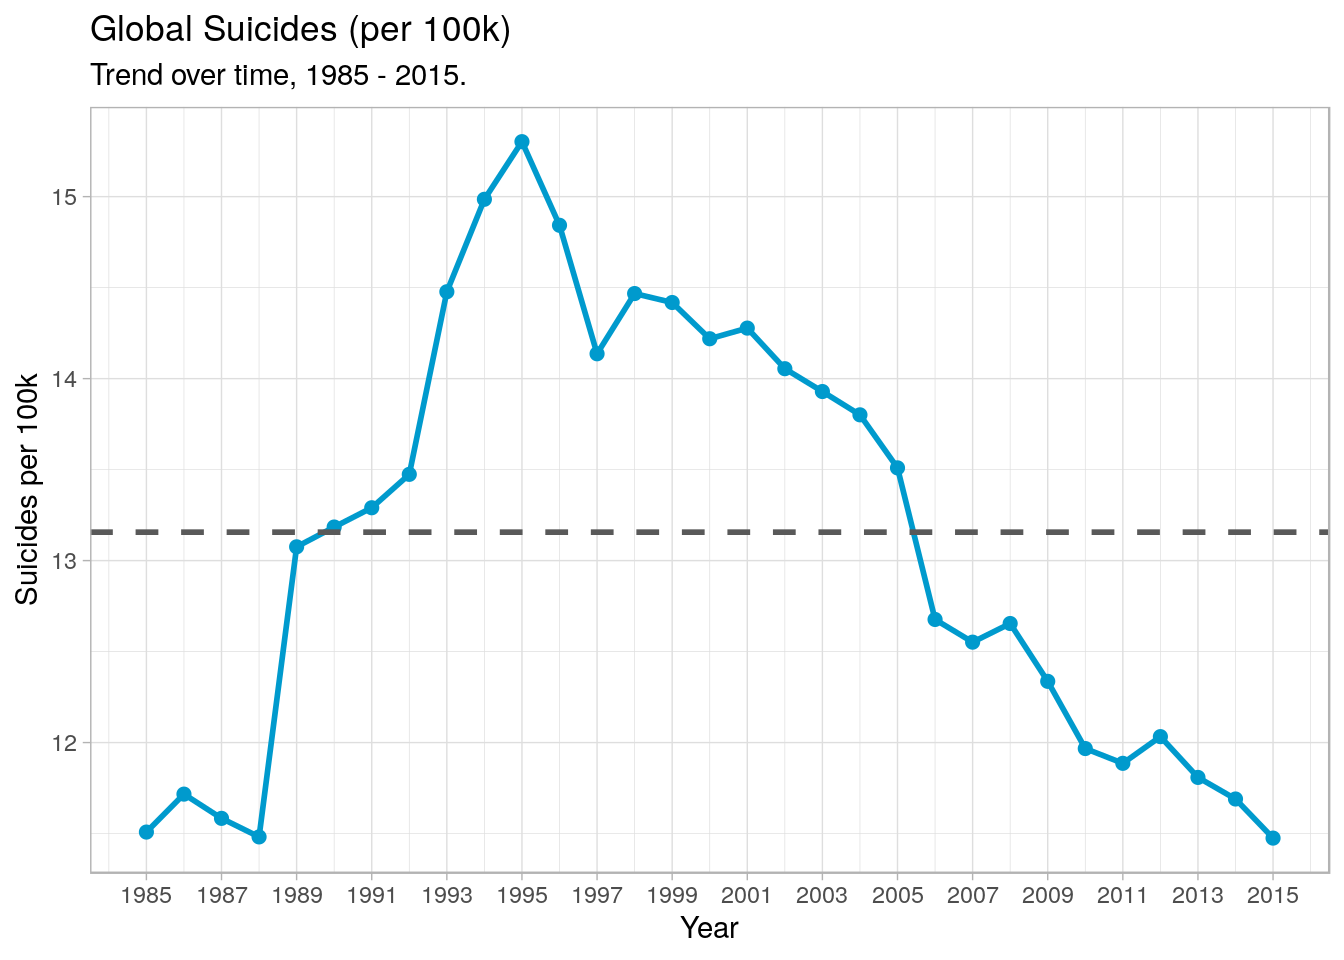 Global Suicides (per 100k)
Trend over time, 1985 - 2015.
Suicides per 100k
15
14
13
12
1985 1987 1989 1991 1993 1995 1997 1999 2001 2003 2005 2007 2009 2011 2013 2015
Year